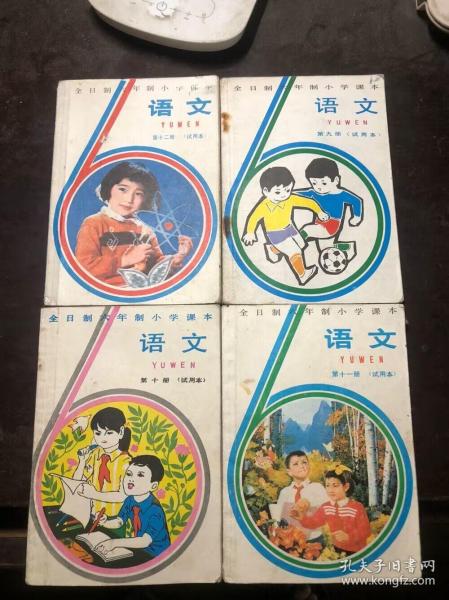 全日制六年制小学课本
语文
YUWEN
第十二册 (试用本)
全日制六年制小学课本
语文
YUWEN
第九册 (试用本)
全日制六年制小学课本
语文
YUWEN
第十册 (试用本)
全日制六年制小学课本
语文
YUWEN
第十一册 (试用本)
孔夫子旧书网
www.kongfz.com